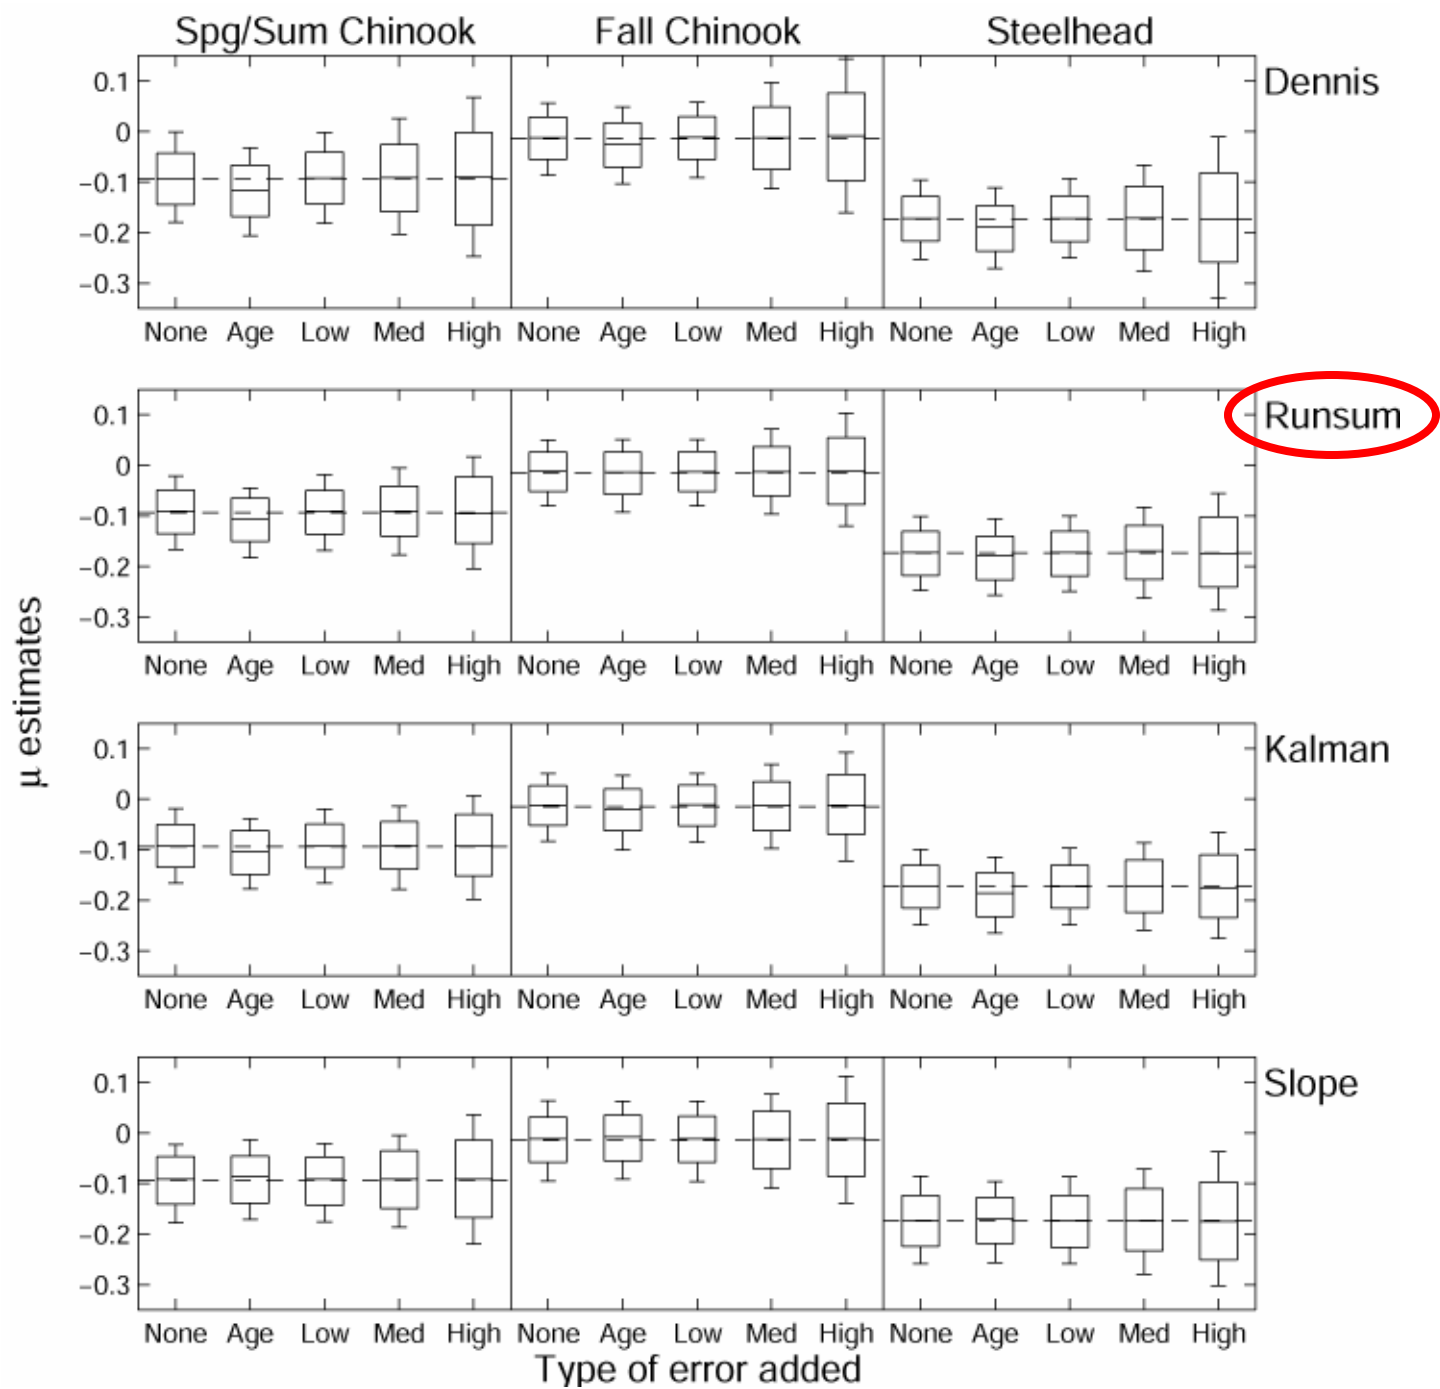 Spg/Sum Chinook Fall Chinook Steelhead
Dennis
0.1
0
−0.1
−0.2
−0.3
None Age Low Med High None Age Low Med High None Age Low Med High
Runsum
0.1
0
−0.1
−0.2
−0.3
None Age Low Med High None Age Low Med High None Age Low Med High
μ estimates
Kalman
0.1
0
−0.1
−0.2
−0.3
None Age Low Med High None Age Low Med High None Age Low Med High
Slope
0.1
0
−0.1
−0.2
−0.3
None Age Low Med High None Age Low Med High None Age Low Med High
Type of error added